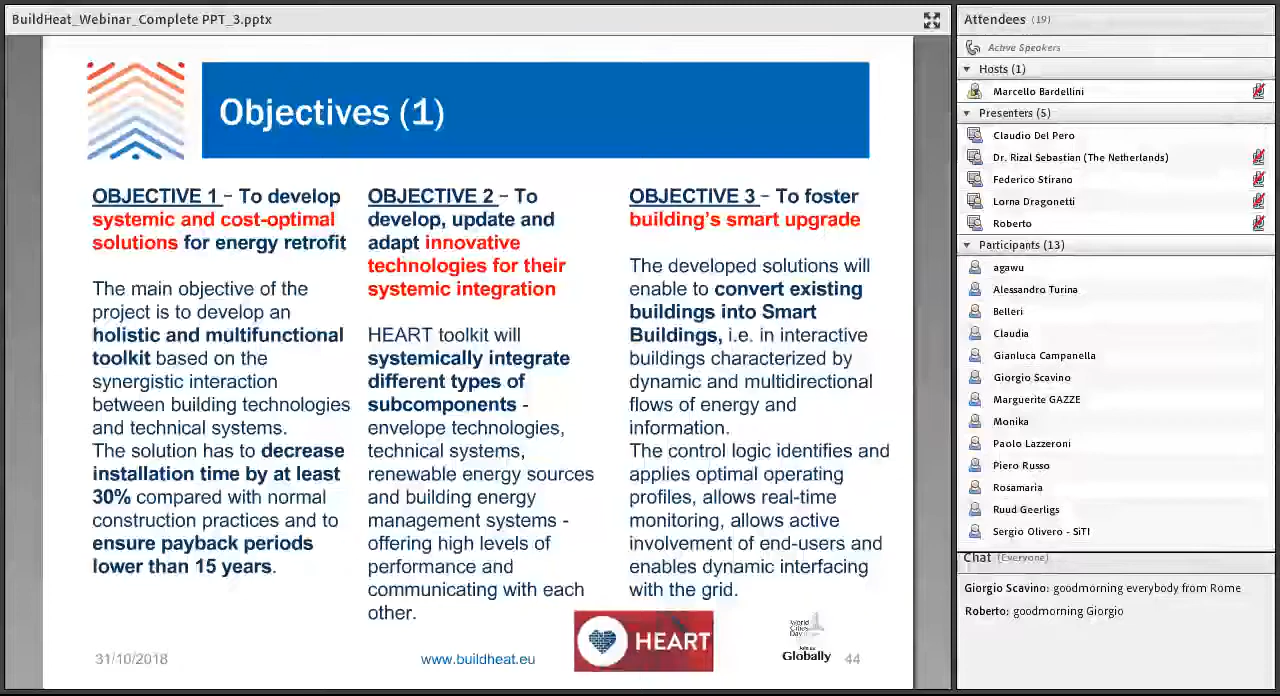 BuildHeat_Webinar_Complete PPT_3.pptx
Objectives (1)
OBJECTIVE 1 – To develop
systemic and cost-optimal
solutions for energy retrofit
The main objective of the
project is to develop an
holistic and multifunctional
toolkit based on the
synergistic interaction
between building technologies
and technical systems.
The solution has to decrease
installation time by at least
30% compared with normal
construction practices and to
ensure payback periods
lower than 15 years.
OBJECTIVE 2 – To
develop, update and
adapt innovative
technologies for their
systemic integration
HEART toolkit will
systemically integrate
different types of
subcomponents -
envelope technologies,
technical systems,
renewable energy sources
and building energy
management systems -
offering high levels of
performance and
communicating with each
other.
OBJECTIVE 3 – To foster
building's smart upgrade
The developed solutions will
enable to convert existing
buildings into Smart
Buildings, i.e. in interactive
buildings characterized by
dynamic and multidirectional
flows of energy and
information.
The control logic identifies and
applies optimal operating
profiles, allows real-time
monitoring, allows active
involvement of end-users and
enables dynamic interfacing
with the grid.
31/10/2018
www.buildheat.eu
HEART
World
Cities
Day
Globally
44
Attendees (19)
Active Speakers
Hosts (1)
Marcello Bardellini
Presenters (5)
Claudio Del Pero
Dr. Rizal Sebastian (The Netherlands)
Federico Stirano
Lorna Dragonetti
Roberto
Participants (13)
agawu
Alessandro Turina
Belleri
Claudia
Gianluca Campanella
Giorgio Scavino
Marguerite GAZZE
Monika
Paolo Lazzeroni
Piero Russo
Rosamaria
Ruud Geerligs
Sergio Olivero - SiTI
Chat (Everyone)
Giorgio Scavino: goodmorning everybody from Rome
Roberto: goodmorning Giorgio